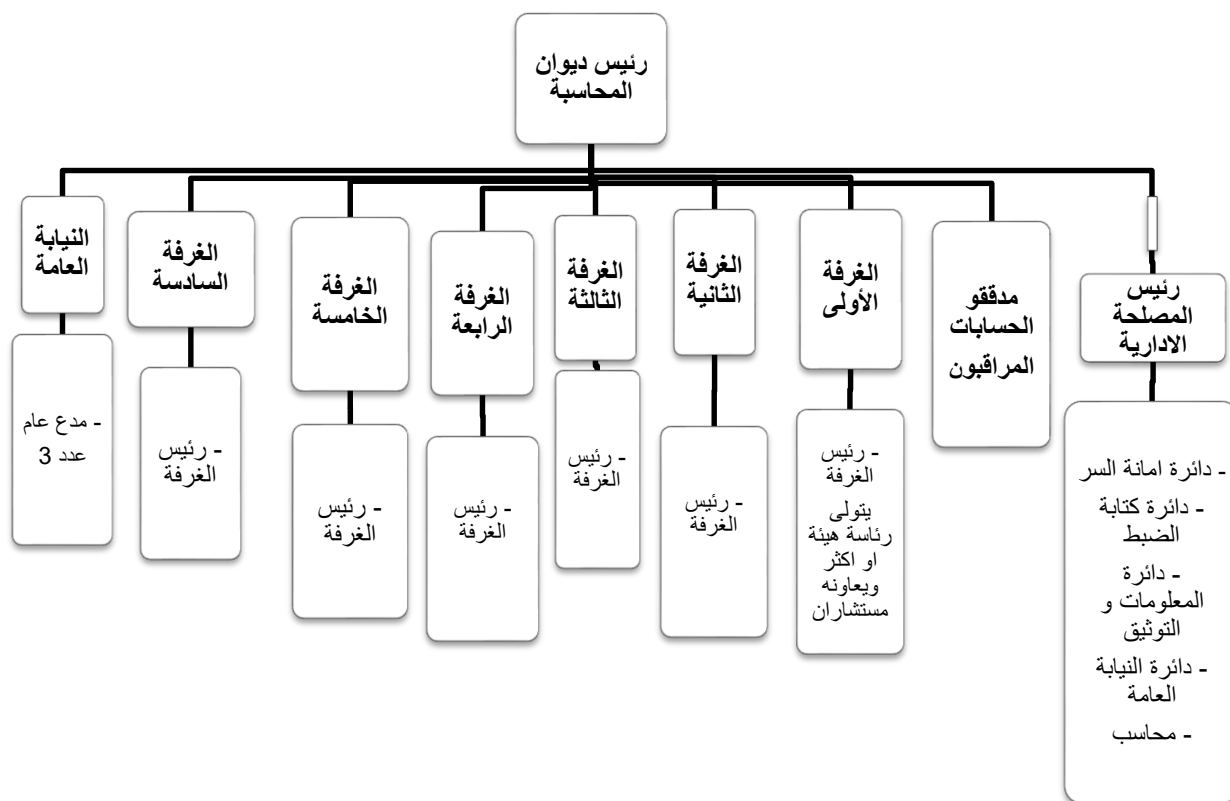 رئيس ديوان
المحاسبة
رئيس
المصلحة
الادارية
- دائرة امانة السر
- دائرة كتابة
الضبط
- دائرة
المعلومات و
التوثيق
- دائرة النيابة
العامة
- محاسب
مدققو
الحسابات
المراقبون
الغرفة
الأولى
- رئيس
الغرفة
يتولى
رئاسة هيئة
او اكثر
ويعاونه
مستشاران
الغرفة
الثانية
- رئيس
الغرفة
الغرفة
الثالثة
- رئيس
الغرفة
الغرفة
الرابعة
- رئيس
الغرفة
الغرفة
الخامسة
- رئيس
الغرفة
الغرفة
السادسة
- رئيس
الغرفة
النيابة
العامة
- مدع عام
عدد 3